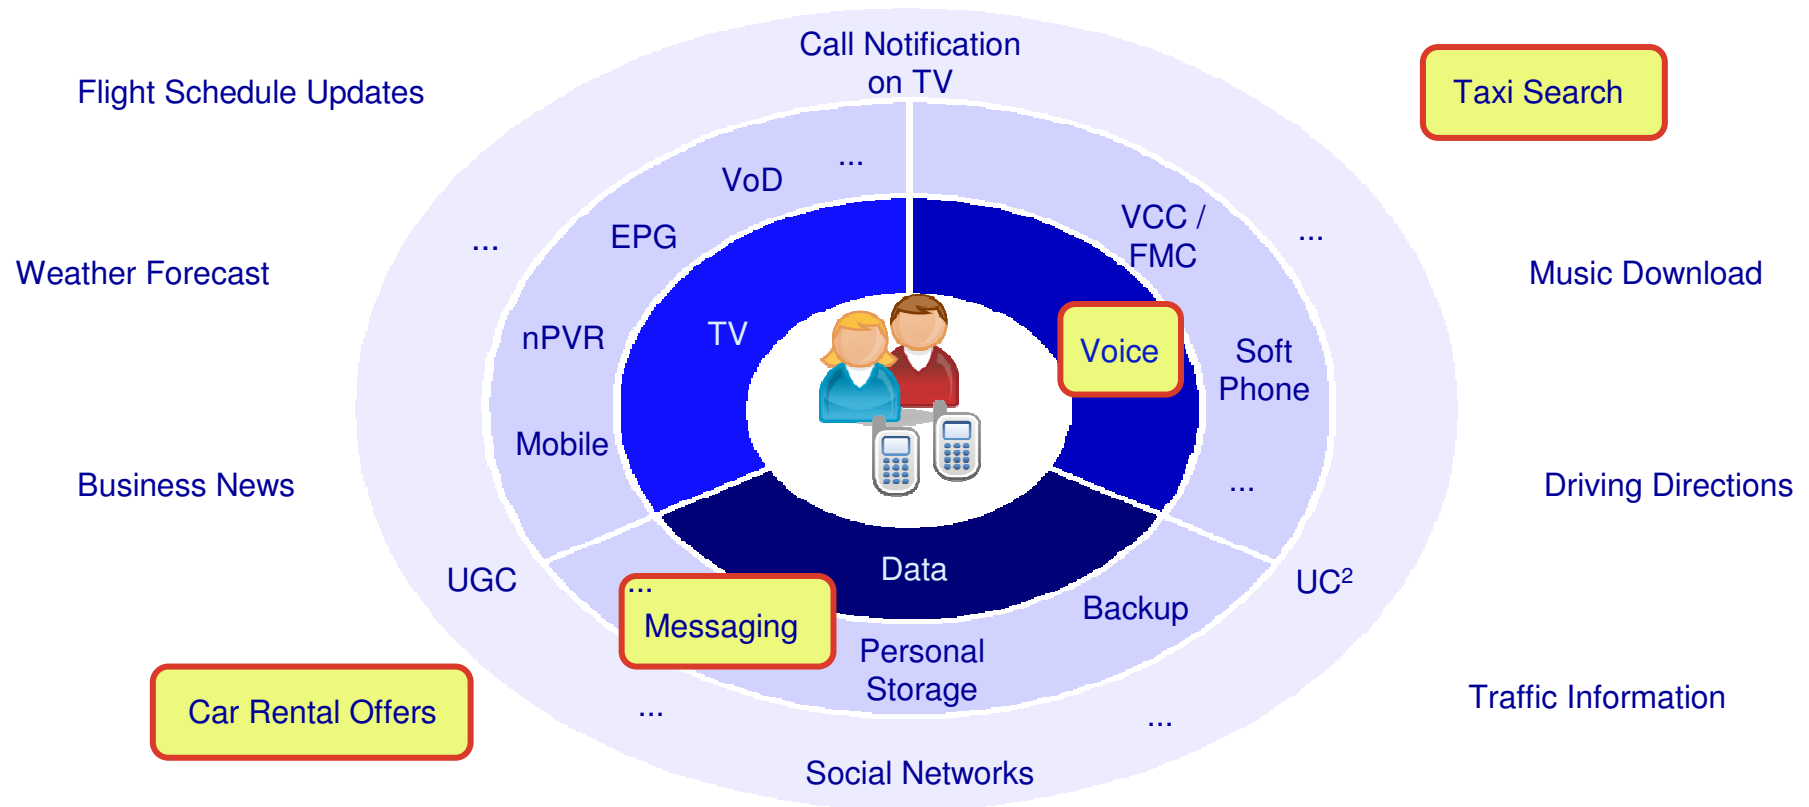 Call Notification
on TV
Flight Schedule Updates
Taxi Search
...
VoD
VCC /
FMC
EPG
...
...
Weather Forecast
Music Download
TV
nPVR
Voice
Soft
Phone
Mobile
Business News
...
Driving Directions
Data
UGC
...
UC²
Backup
Messaging
Personal
Storage
Car Rental Offers
...
...
Traffic Information
Social Networks